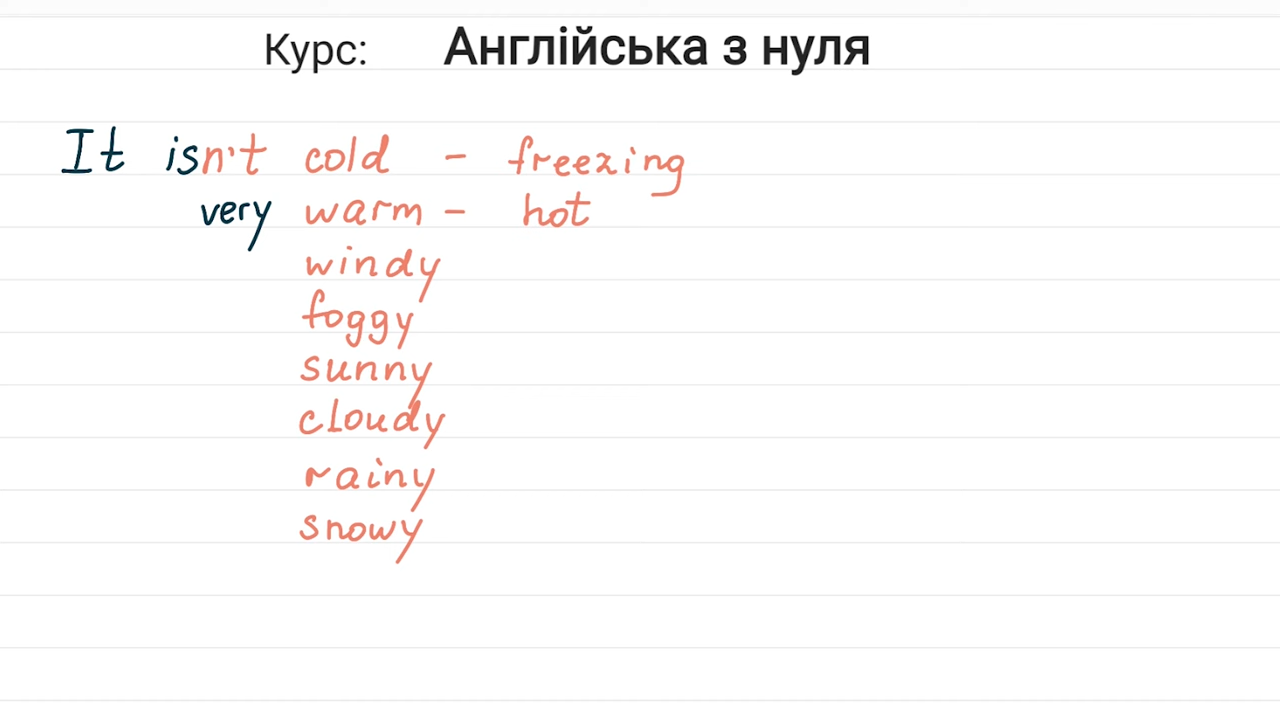 Курс: Англійська з нуля
It isn't cold - freezing
very warm - hot
windy
foggy
sunny
cloudy
rainy
snowy